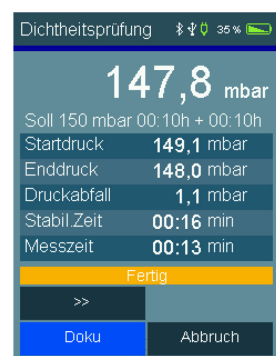 Dichtheitsprüfung 35 %
147,8 mbar
Soll 150 mbar 00:10h + 00:10h
Startdruck 149,1 mbar
Enddruck 148,0 mbar
Druckabfall 1,1 mbar
Stabil.Zeit 00:16 min
Messzeit 00:13 min
Fertig
>>
Doku Abbruch